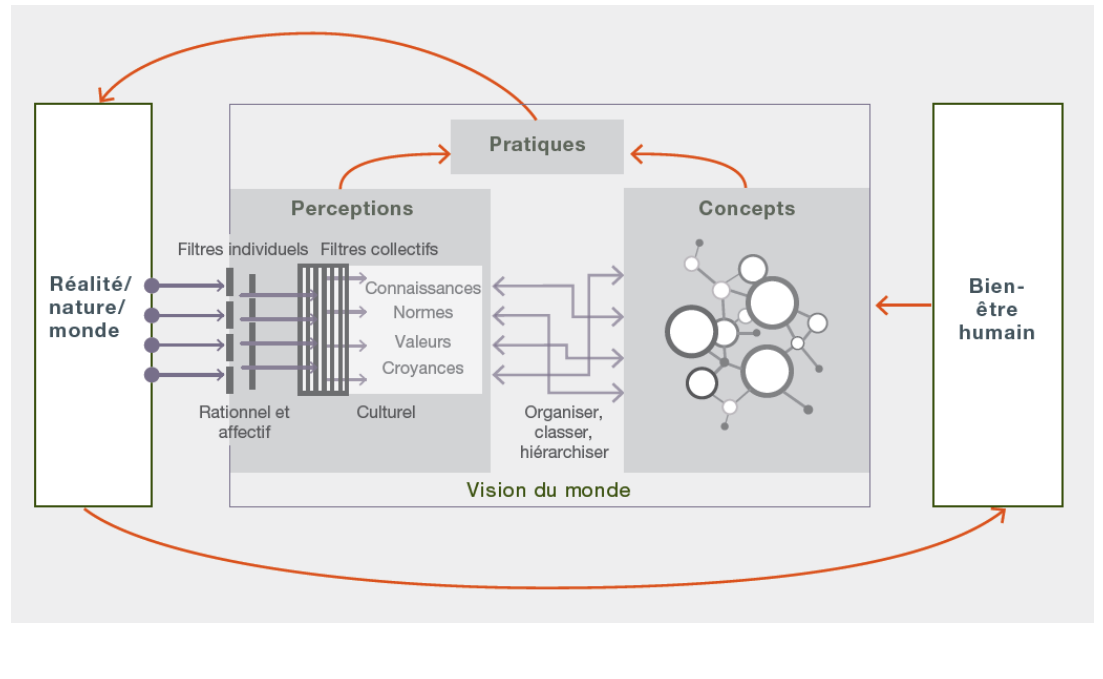 Pratiques
Perceptions
Concepts
Filtres individuels
Filtres collectifs
Réalité/
nature/
monde
Connaissances
Normes
Valeurs
Croyances
Bien-
être
humain
Rationnel et
affectif
Culturel
Organiser,
classer,
hiérarchiser
Vision du monde